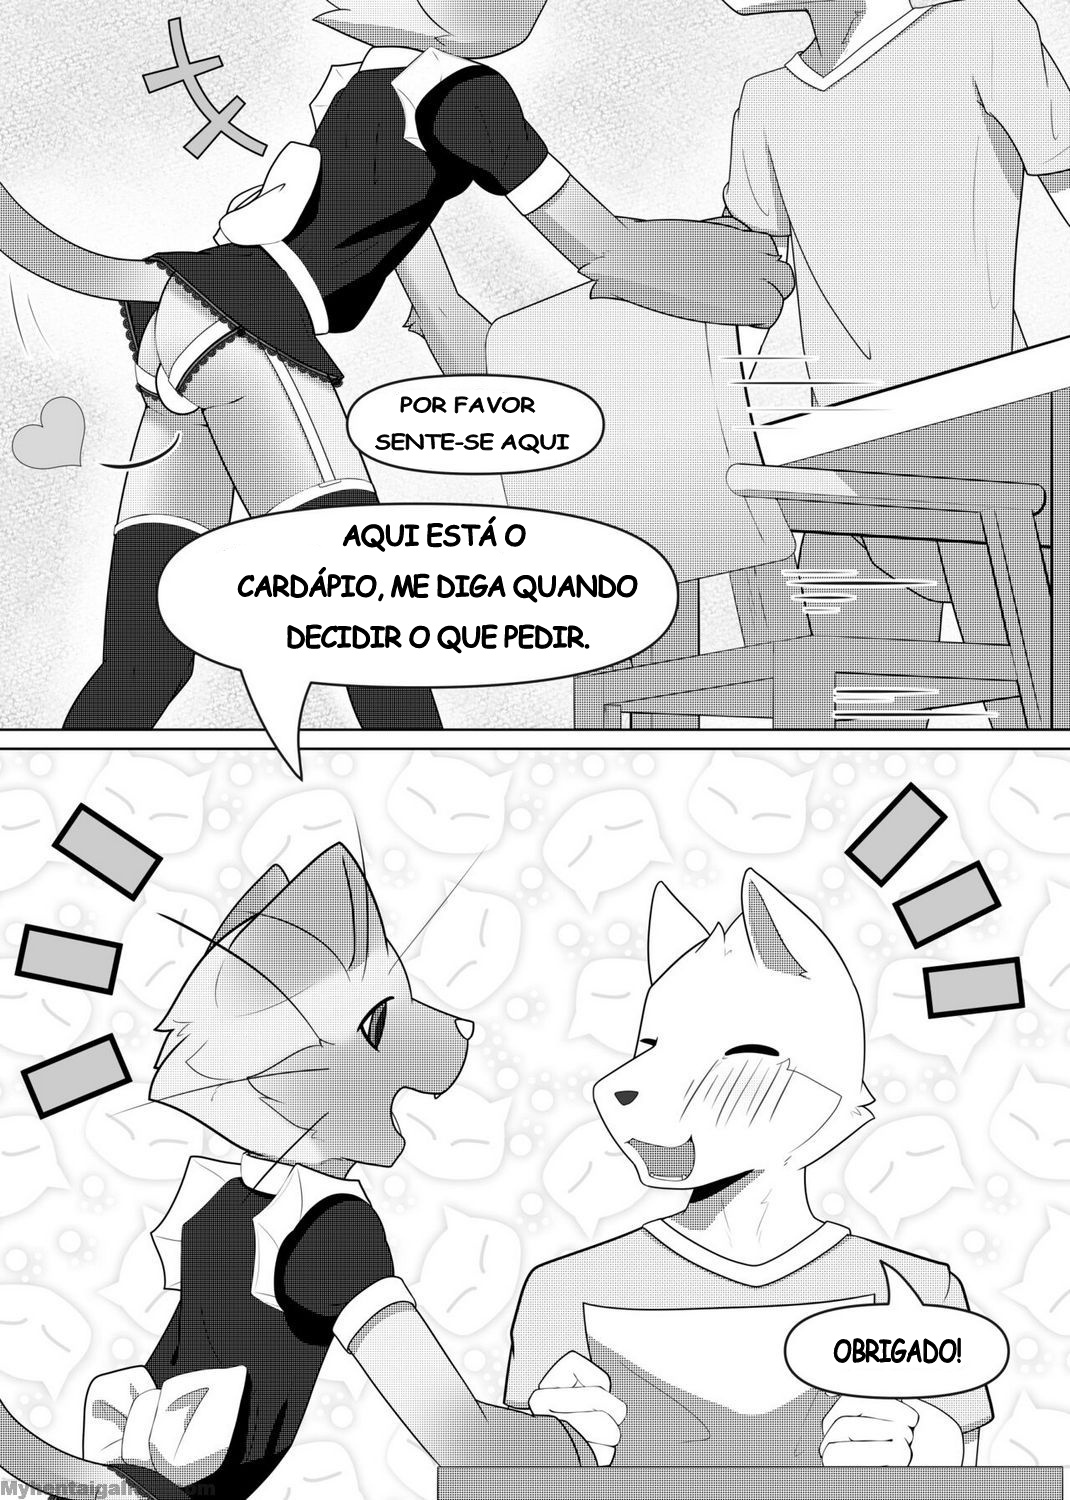 POR FAVOR
SENTE-SE AQUI
AQUI ESTÁ O
CARDÁPIO, ME DIGA QUANDO
DECIDIR O QUE PEDIR.
OBRIGADO!